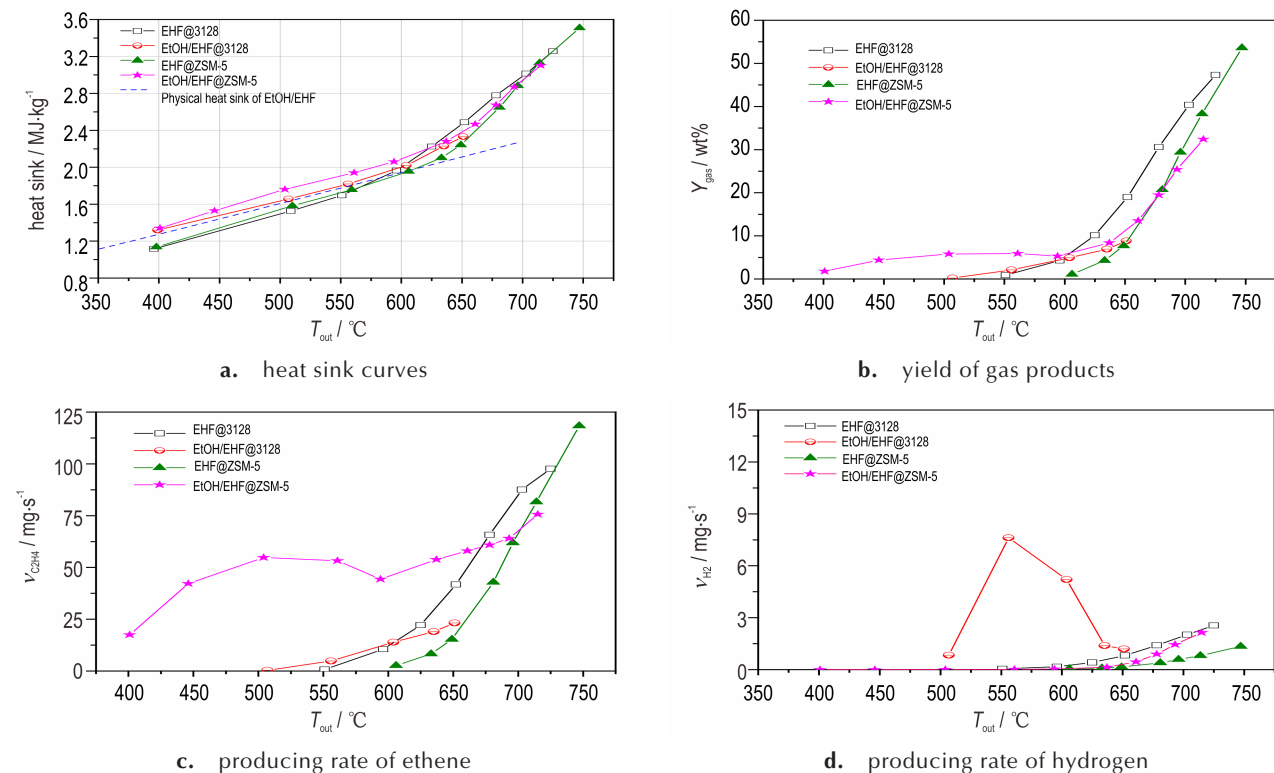 3.6
3.2
2.8
2.4
2.0
1.6
1.2
0.8
heat sink / MJ·kg-1
EHF@3128
EtOH/EHF@3128
EHF@ZSM-5
EtOH/EHF@ZSM-5
Physical heat sink of EtOH/EHF
350 400 450 500 550 600 650 700 750
Tout / ℃
a. heat sink curves
60
50
40
30
20
10
0
Ygas / wt%
EHF@3128
EtOH/EHF@3128
EHF@ZSM-5
EtOH/EHF@ZSM-5
350 400 450 500 550 600 650 700 750
Tout / ℃
b. yield of gas products
125
100
75
50
25
0
νC2H4 / mg·s-1
EHF@3128
EtOH/EHF@3128
EHF@ZSM-5
EtOH/EHF@ZSM-5
400 450 500 550 600 650 700 750
Tout / ℃
c. producing rate of ethene
15
12
9
6
3
0
νH2 / mg·s-1
EHF@3128
EtOH/EHF@3128
EHF@ZSM-5
EtOH/EHF@ZSM-5
350 400 450 500 550 600 650 700 750
Tout / ℃
d. producing rate of hydrogen